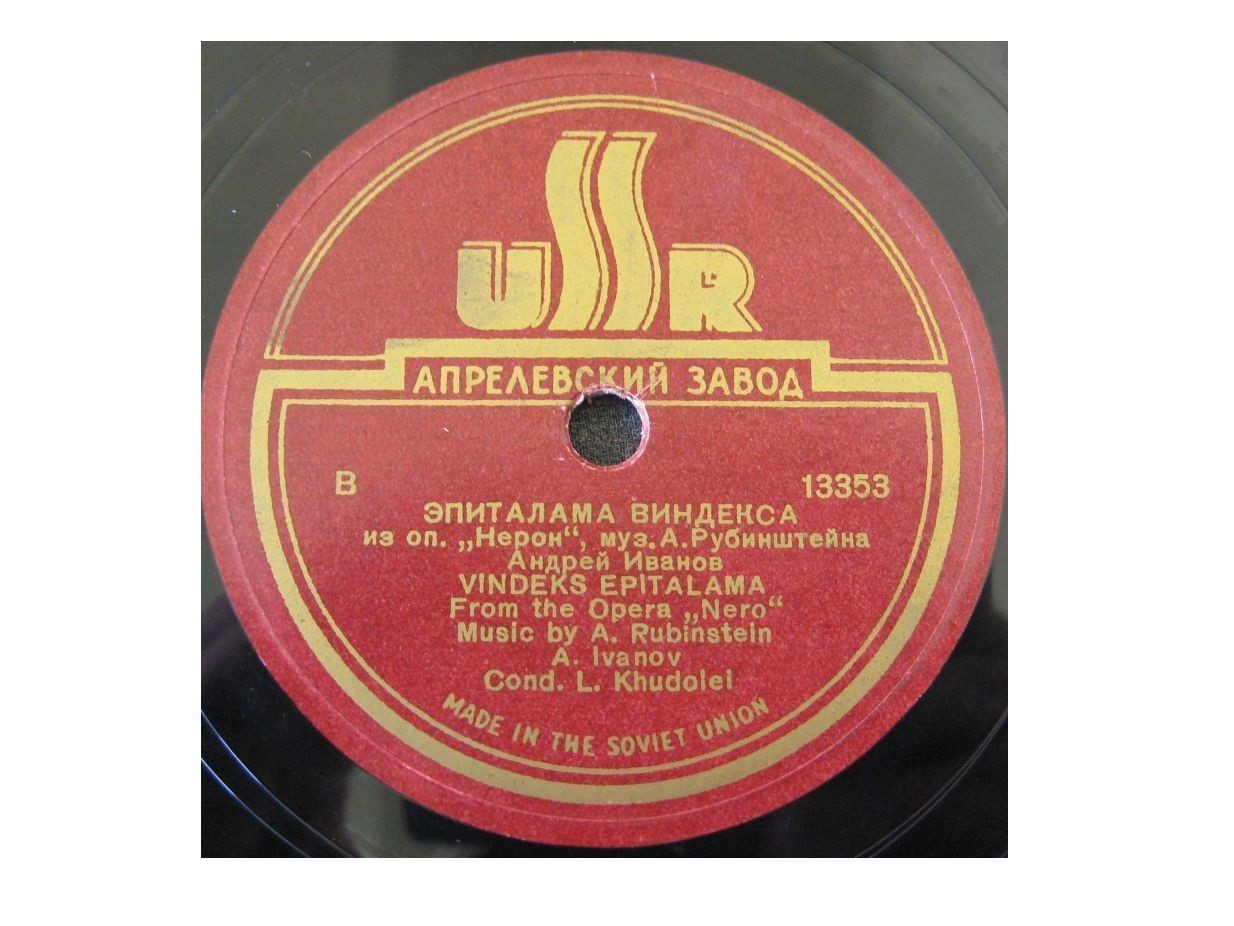 USSR
АПРЕЛЕВСКИЙ ЗАВОД
В 13353
ЭПИТАЛАМА ВИНДЕКСА
из оп. „Нерон“, муз. А. Рубинштейна
Андрей Иванов
VINDEKS EPITALAMA
From the Opera „Nero“
Music by A. Rubinstein
A. Ivanov
Cond. L. Khudolei
MADE IN THE SOVIET UNION